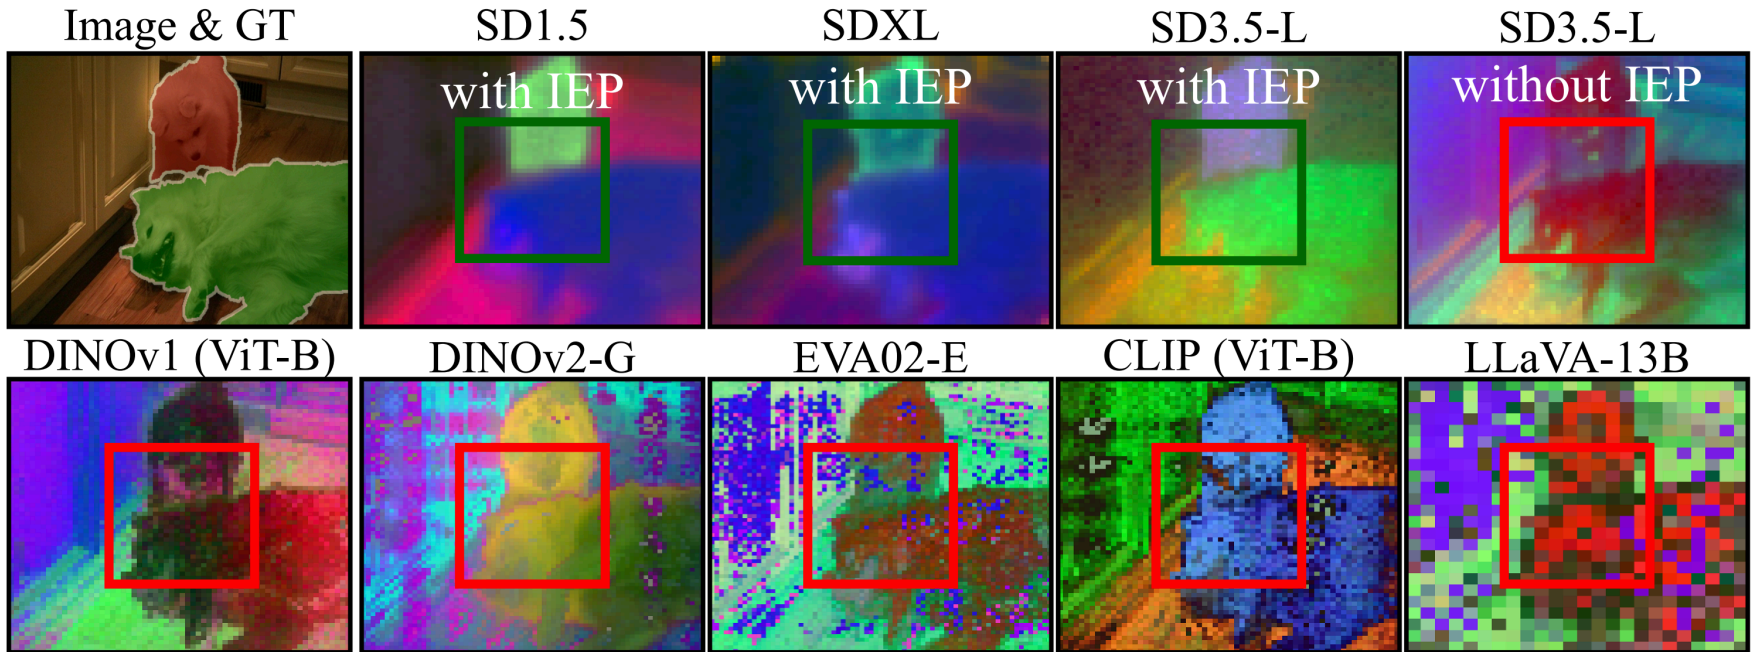 Image & GT
SD1.5
SDXL
SD3.5-L
SD3.5-L
with IEP
with IEP
with IEP
without IEP
DINOv1 (ViT-B)
DINOv2-G
EVA02-E
CLIP (ViT-B)
LLaVA-13B